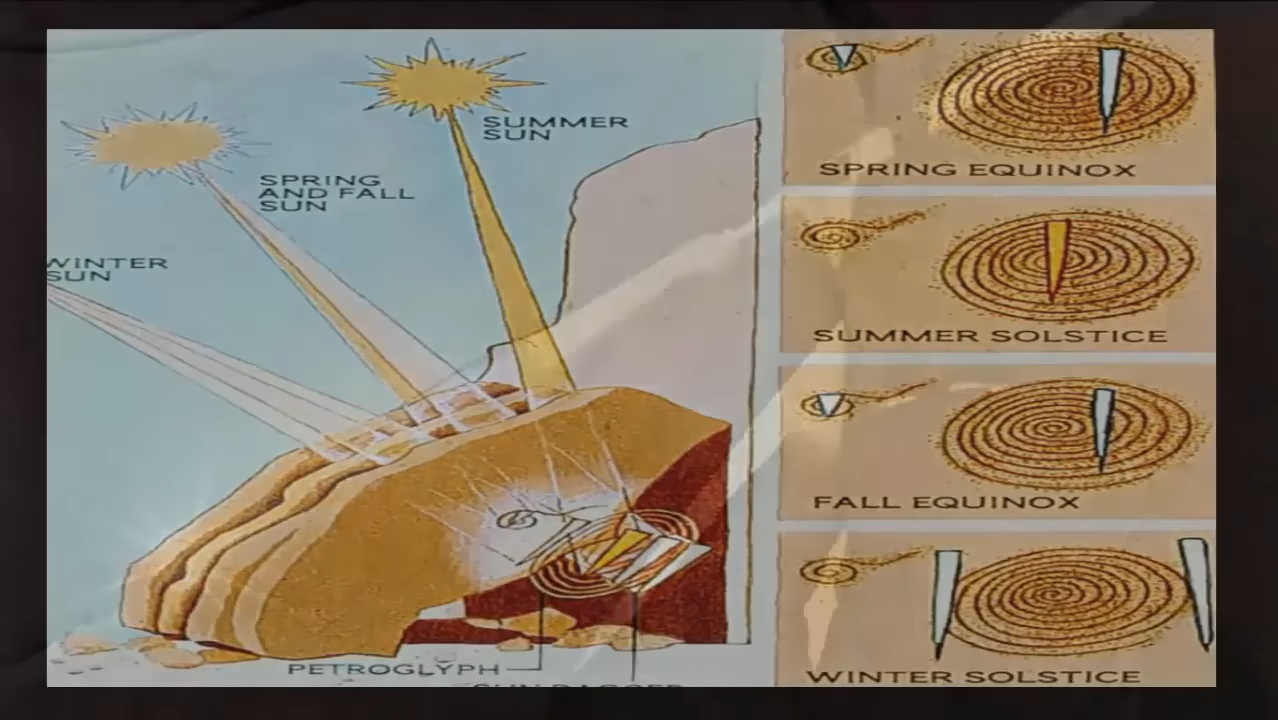 SUMMER
SUN
SPRING
AND FALL
SUN
WINTER
SUN
PETROGLYPH
SPRING EQUINOX
SUMMER SOLSTICE
FALL EQUINOX
WINTER SOLSTICE